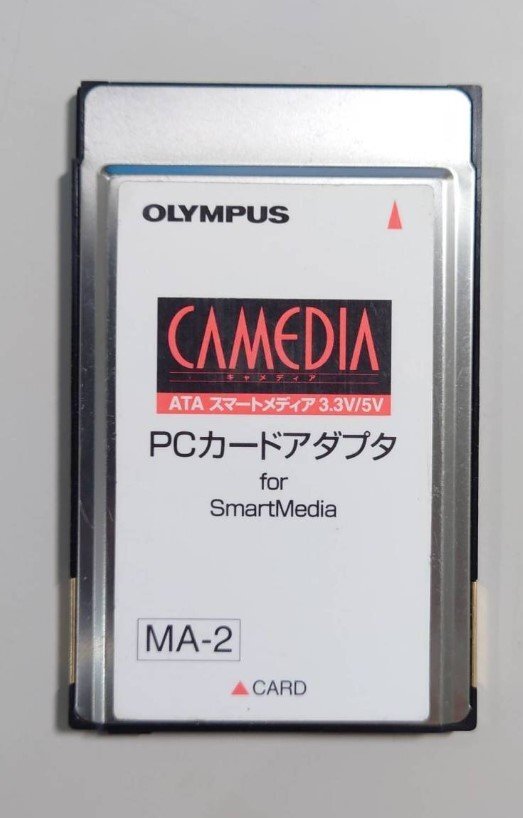 OLYMPUS
CAMEDIA
キャメディア
ATA スマートメディア 3.3V/5V
PCカードアダプタ
for
SmartMedia
MA-2
▲CARD